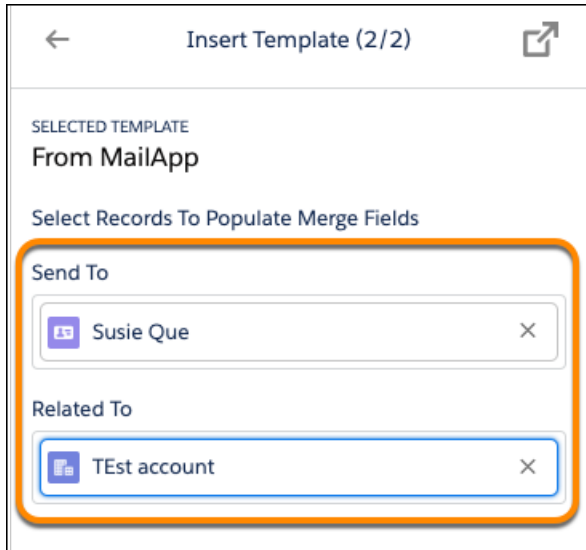 Insert Template (2/2)
SELECTED TEMPLATE
From MailApp
Select Records To Populate Merge Fields
Send To
Susie Que
Related To
TEst account